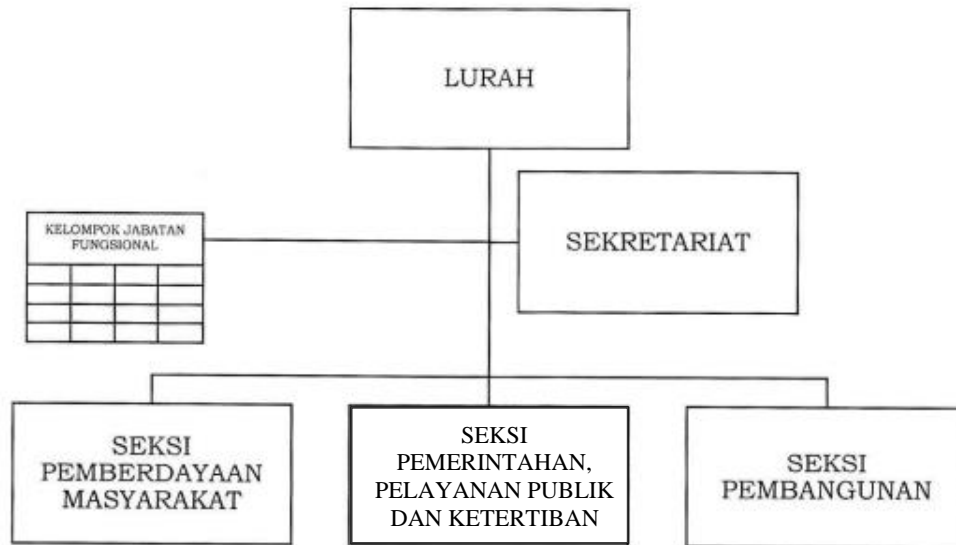 LURAH
KELOMPOK JABATAN
FUNGSIONAL
SEKRETARIAT
SEKSI
PEMBERDAYAAN
MASYARAKAT
SEKSI
PEMERINTAHAN,
PELAYANAN PUBLIK
DAN KETERTIBAN
SEKSI
PEMBANGUNAN